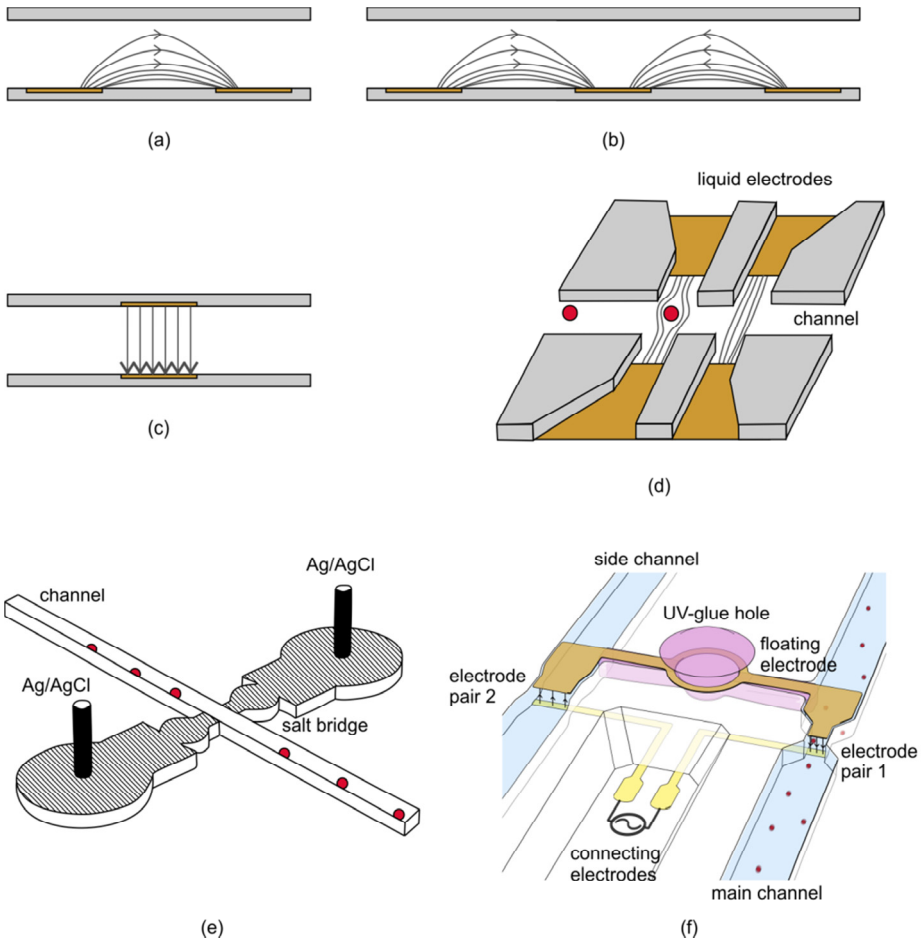 (a)
(b)
(c)
liquid electrodes
channel
(d)
channel
Ag/AgCl
Ag/AgCl
salt bridge
(e)
side channel
UV-glue hole
floating
electrode
electrode
pair 2
electrode
pair 1
connecting
electrodes
main channel
(f)